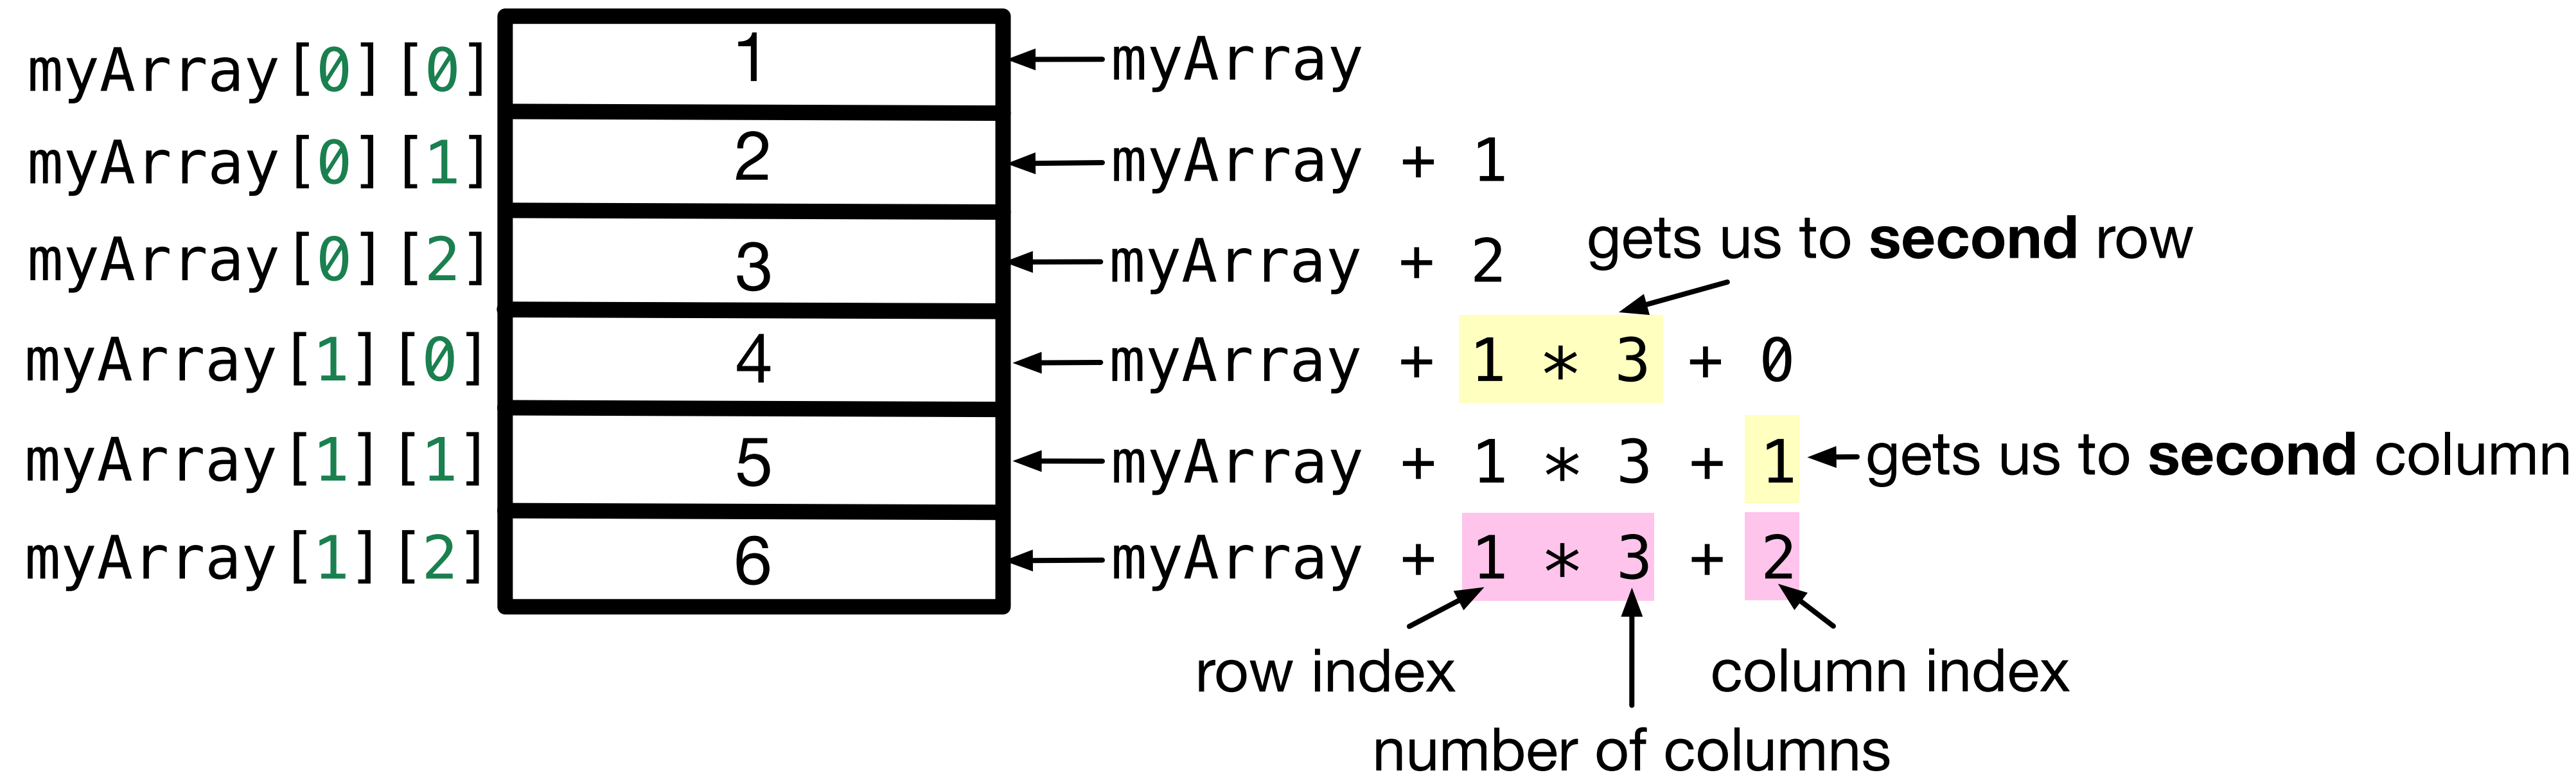 myArray[0][0] 1 myArray
myArray[0][1] 2 myArray + 1
myArray[0][2] 3 myArray + 2
gets us to second row
myArray[1][0] 4 myArray + 1 * 3 + 0
myArray[1][1] 5 myArray + 1 * 3 + 1 gets us to second column
myArray[1][2] 6 myArray + 1 * 3 + 2
row index column index
number of columns